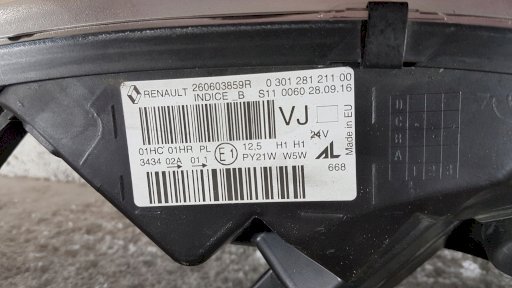 RENAULT 260603859R 0 301 281 211 00
INDICE _B S11 0060 28.09.16
VJ
24V
Made in EU
01HC 01HR PL E1 12,5 H1 H1
3434 02A 01 1 PY21W W5W AL
668
D
C
B
A
1 2 3